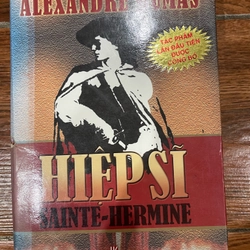 ALEXANDRE DUMAS
TÁC PHẨM
LẦN ĐẦU TIÊN
ĐƯỢC
CÔNG BỐ
HIỆP SĨ
SAINTE-HERMINE